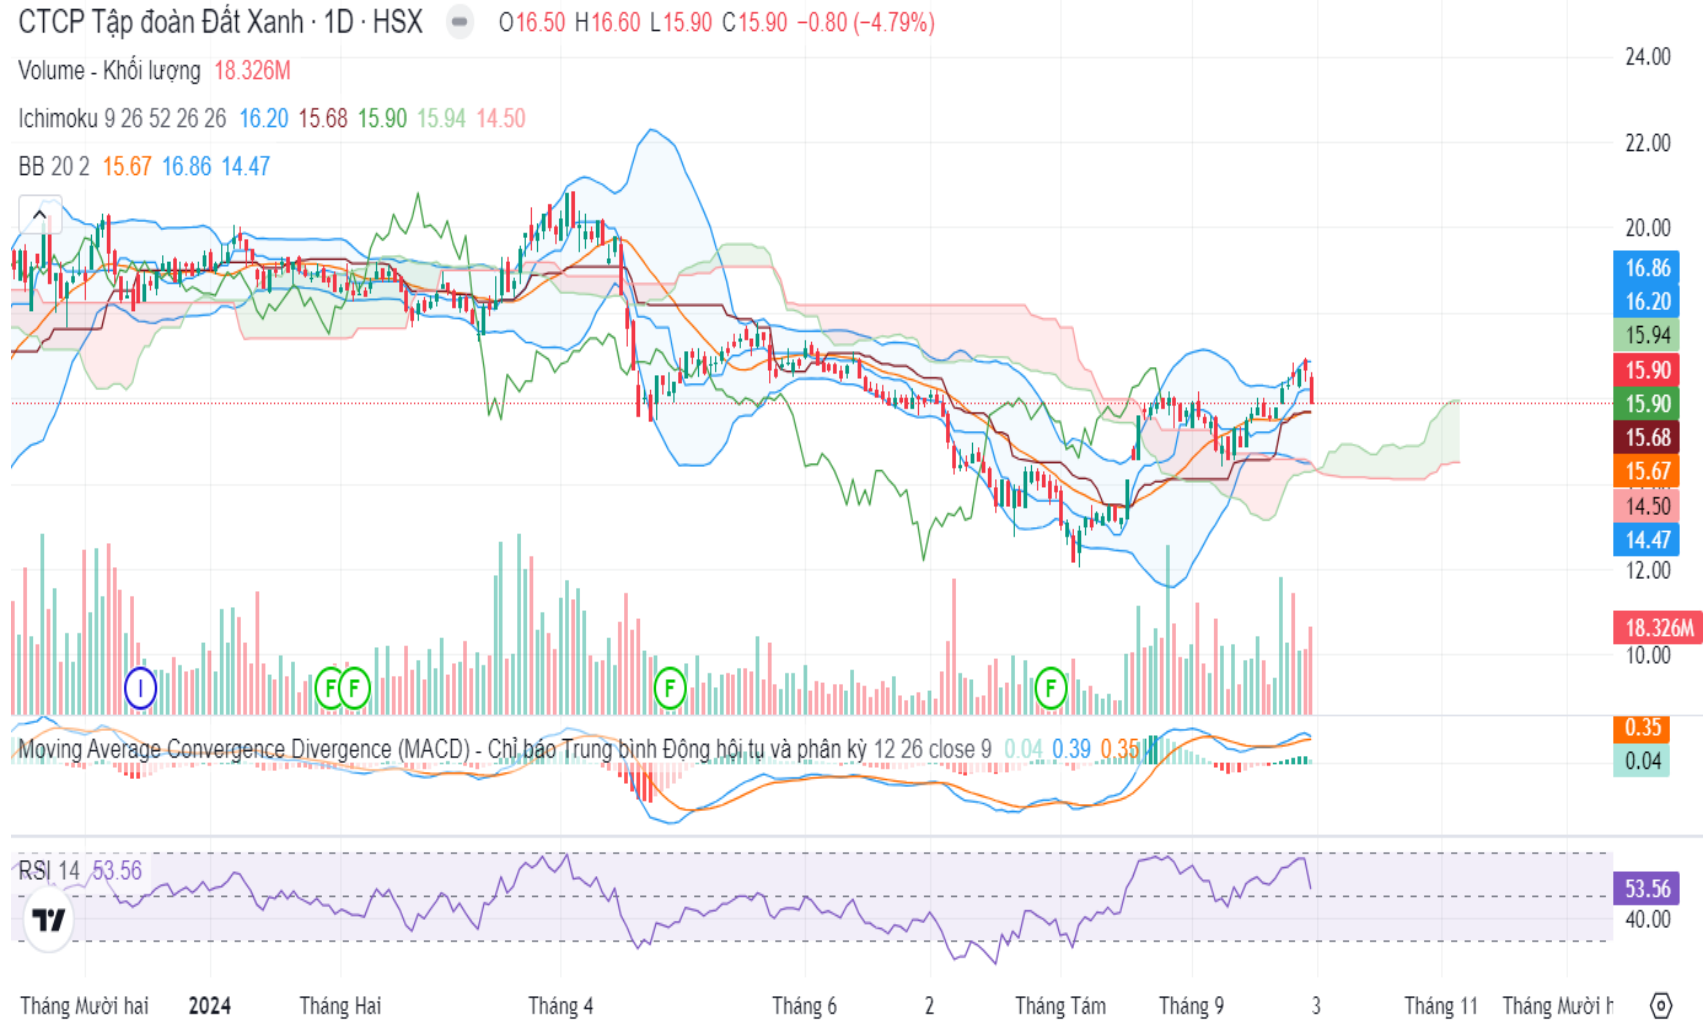 CTCP Tập đoàn Đất Xanh · 1D · HSX O16.50 H16.60 L15.90 C15.90 −0.80 (−4.79%)
Volume - Khối lượng 18.326M
Ichimoku 9 26 52 26 26 16.20 15.68 15.90 15.94 14.50
BB 20 2 15.67 16.86 14.47
24.00
22.00
20.00
16.86
16.20
15.94
15.90
15.90
15.68
15.67
14.50
14.47
12.00
18.326M
10.00
I F F F F
Moving Average Convergence Divergence (MACD) - Chỉ báo Trung bình Động hội tụ và phân kỳ 12 26 close 9 0.04 0.39 0.35
0.35
0.04
RSI 14 53.56
53.56
40.00
Tháng Mười hai 2024 Tháng Hai Tháng 4 Tháng 6 2 Tháng Tám Tháng 9 3 Tháng 11 Tháng Mười h